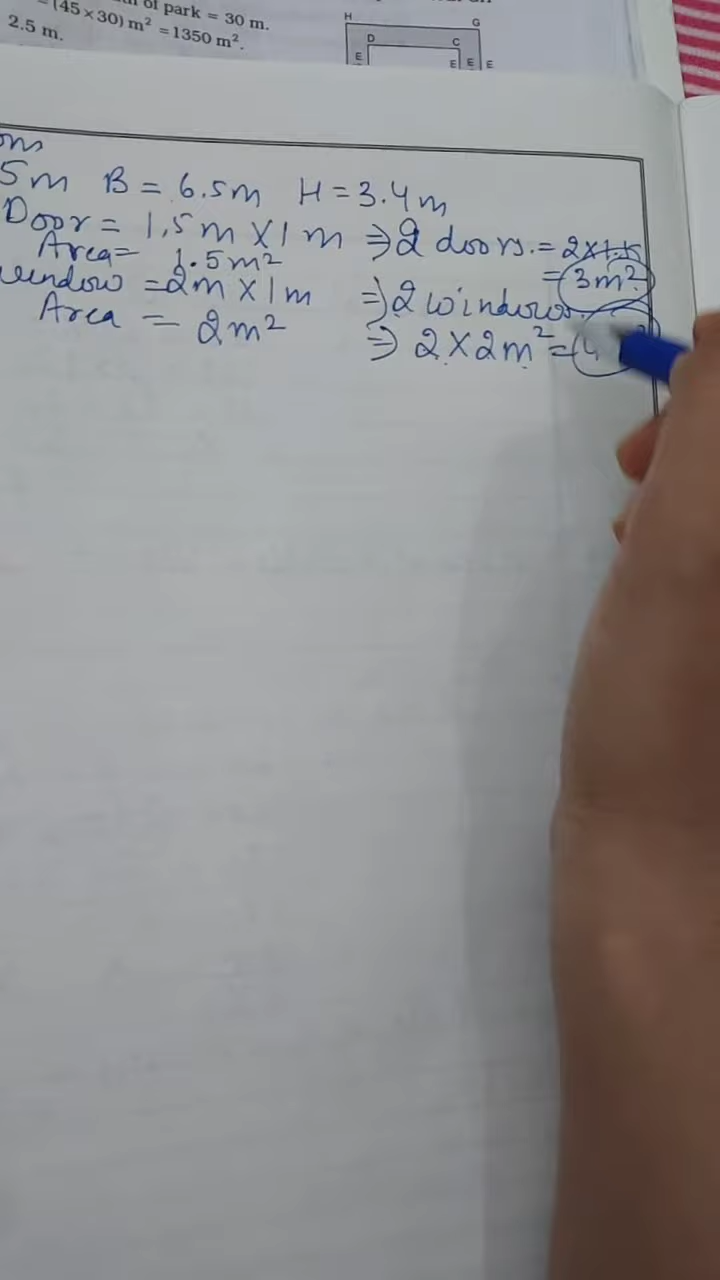 of park = 30 m.
(45 × 30) m² = 1350 m².
2.5 m.
H G
D C
E E E E
5m B = 6.5m H = 3.4m
Door = 1.5m X 1m ⇒ 2 doors. = 2×1.5
Area = 1.5m² = 3m²
window = 2m X 1m ⇒ 2 windows.
Area = 2m² ⇒ 2 X 2m² = 4